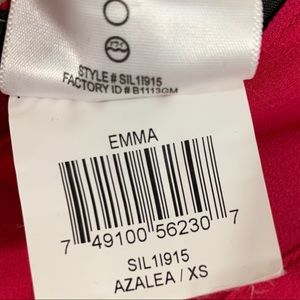 STYLE# SIL1I915
FACTORY ID# B1113GM
EMMA
7 49100 56230 7
SIL1I915
AZALEA / XS